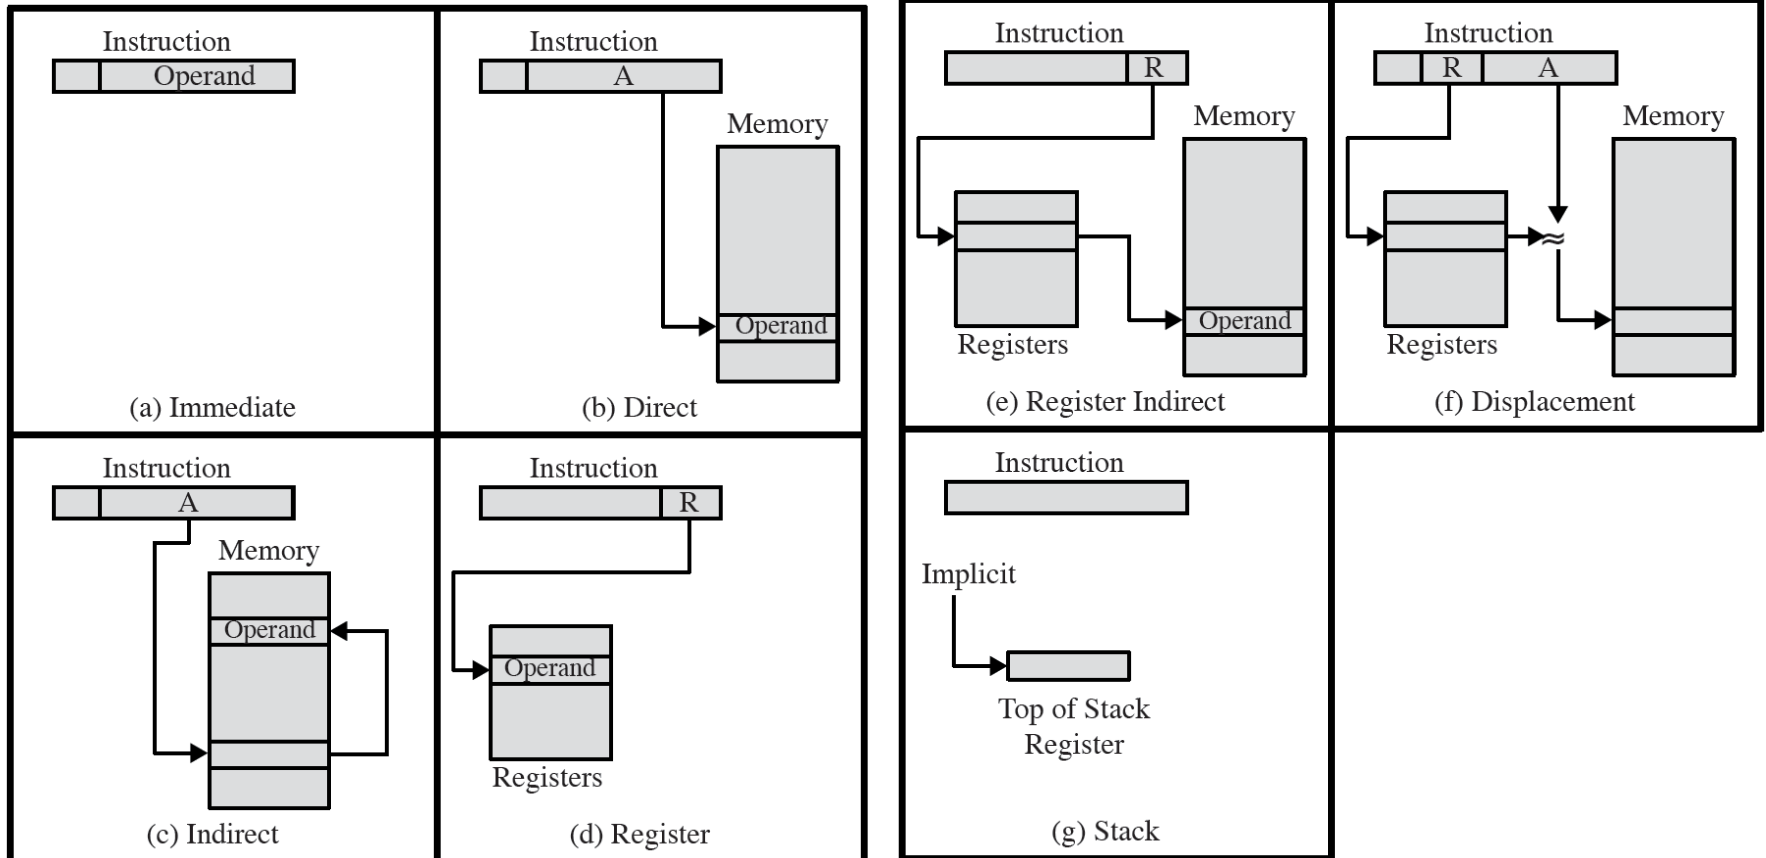 Instruction
Operand
(a) Immediate
Instruction
A
Memory
Operand
(b) Direct
Instruction
A
Memory
Operand
(c) Indirect
Instruction
R
Operand
Registers
(d) Register
Instruction
R
Memory
Operand
Registers
(e) Register Indirect
Instruction
R A
Memory
≈
Registers
(f) Displacement
Instruction
Implicit
Top of Stack
Register
(g) Stack